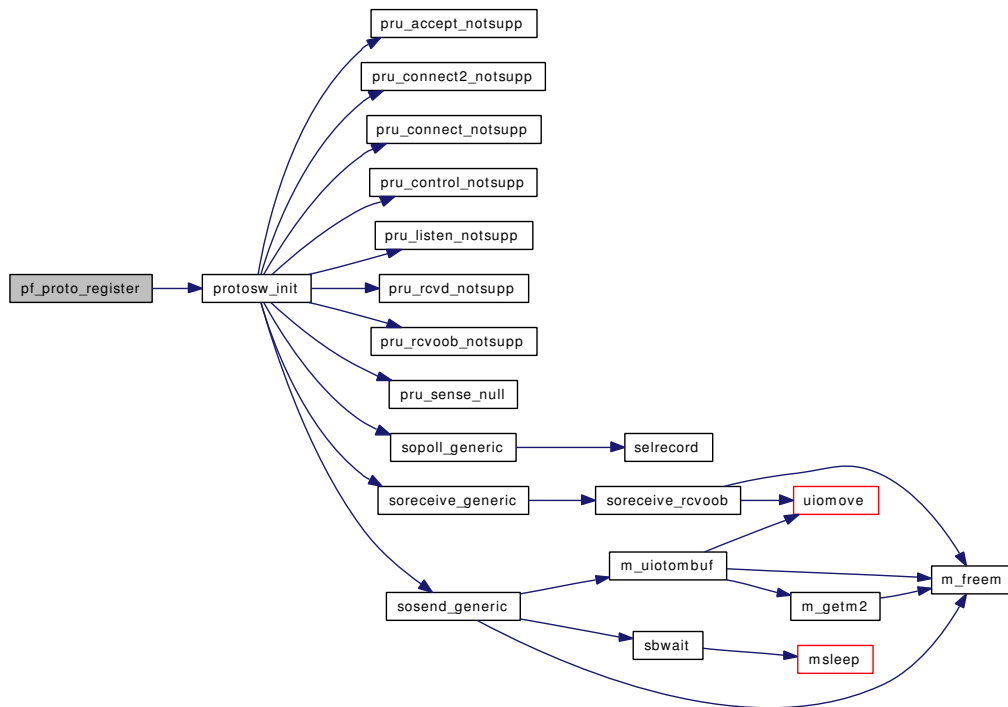 pru_accept_notsupp
pru_connect2_notsupp
pru_connect_notsupp
pru_control_notsupp
pru_listen_notsupp
pf_proto_register
protosw_init
pru_rcvd_notsupp
pru_rcvoob_notsupp
pru_sense_null
sopoll_generic
selrecord
soreceive_generic
soreceive_rcvoob
uiomove
m_uiotombuf
m_freem
sosend_generic
m_getm2
sbwait
msleep